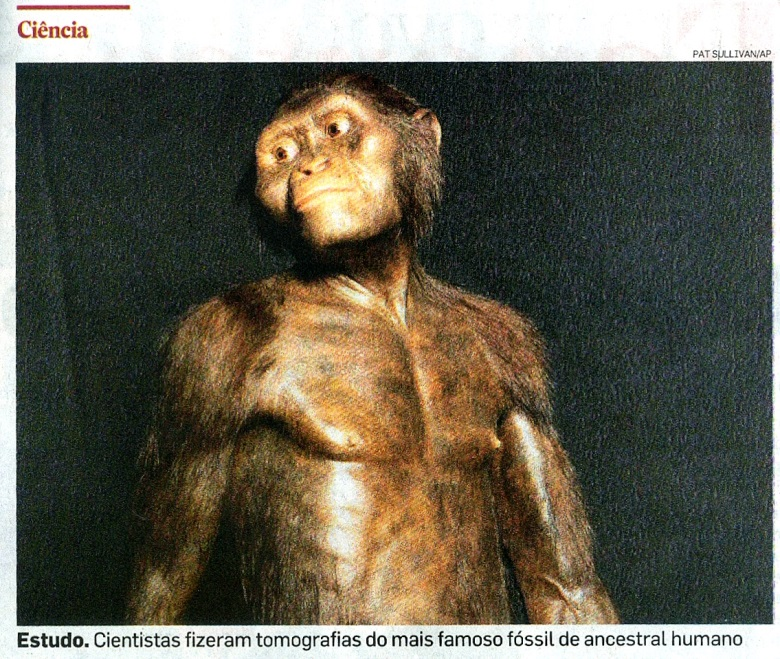 Ciência
PAT SULLIVAN/AP
Estudo. Cientistas fizeram tomografias do mais famoso fóssil de ancestral humano